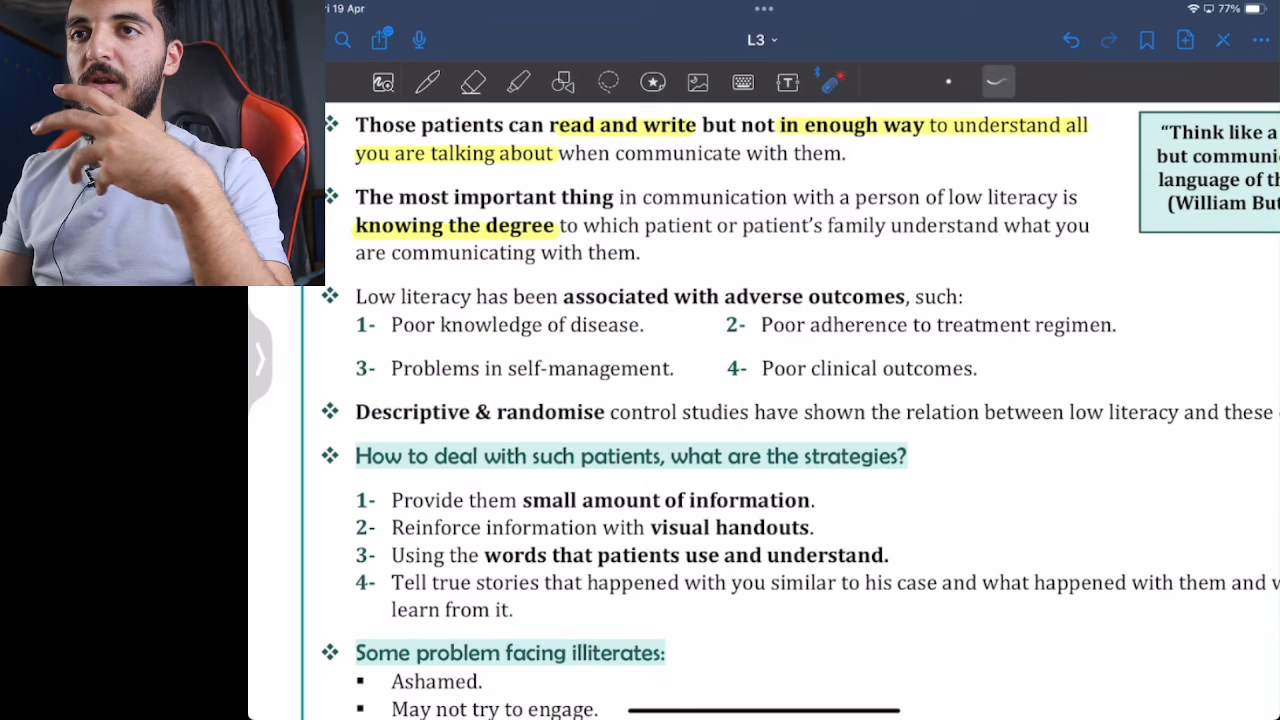 ri 19 Apr
77%
L3
Those patients can read and write but not in enough way to understand all
you are talking about when communicate with them.
"Think like a
but communi
language of th
(William But
The most important thing in communication with a person of low literacy is
knowing the degree to which patient or patient's family understand what you
are communicating with them.
Low literacy has been associated with adverse outcomes, such:
1- Poor knowledge of disease. 2- Poor adherence to treatment regimen.
3- Problems in self-management. 4- Poor clinical outcomes.
Descriptive & randomise control studies have shown the relation between low literacy and these
How to deal with such patients, what are the strategies?
1- Provide them small amount of information.
2- Reinforce information with visual handouts.
3- Using the words that patients use and understand.
4- Tell true stories that happened with you similar to his case and what happened with them and w
learn from it.
Some problem facing illiterates:
Ashamed.
May not try to engage.